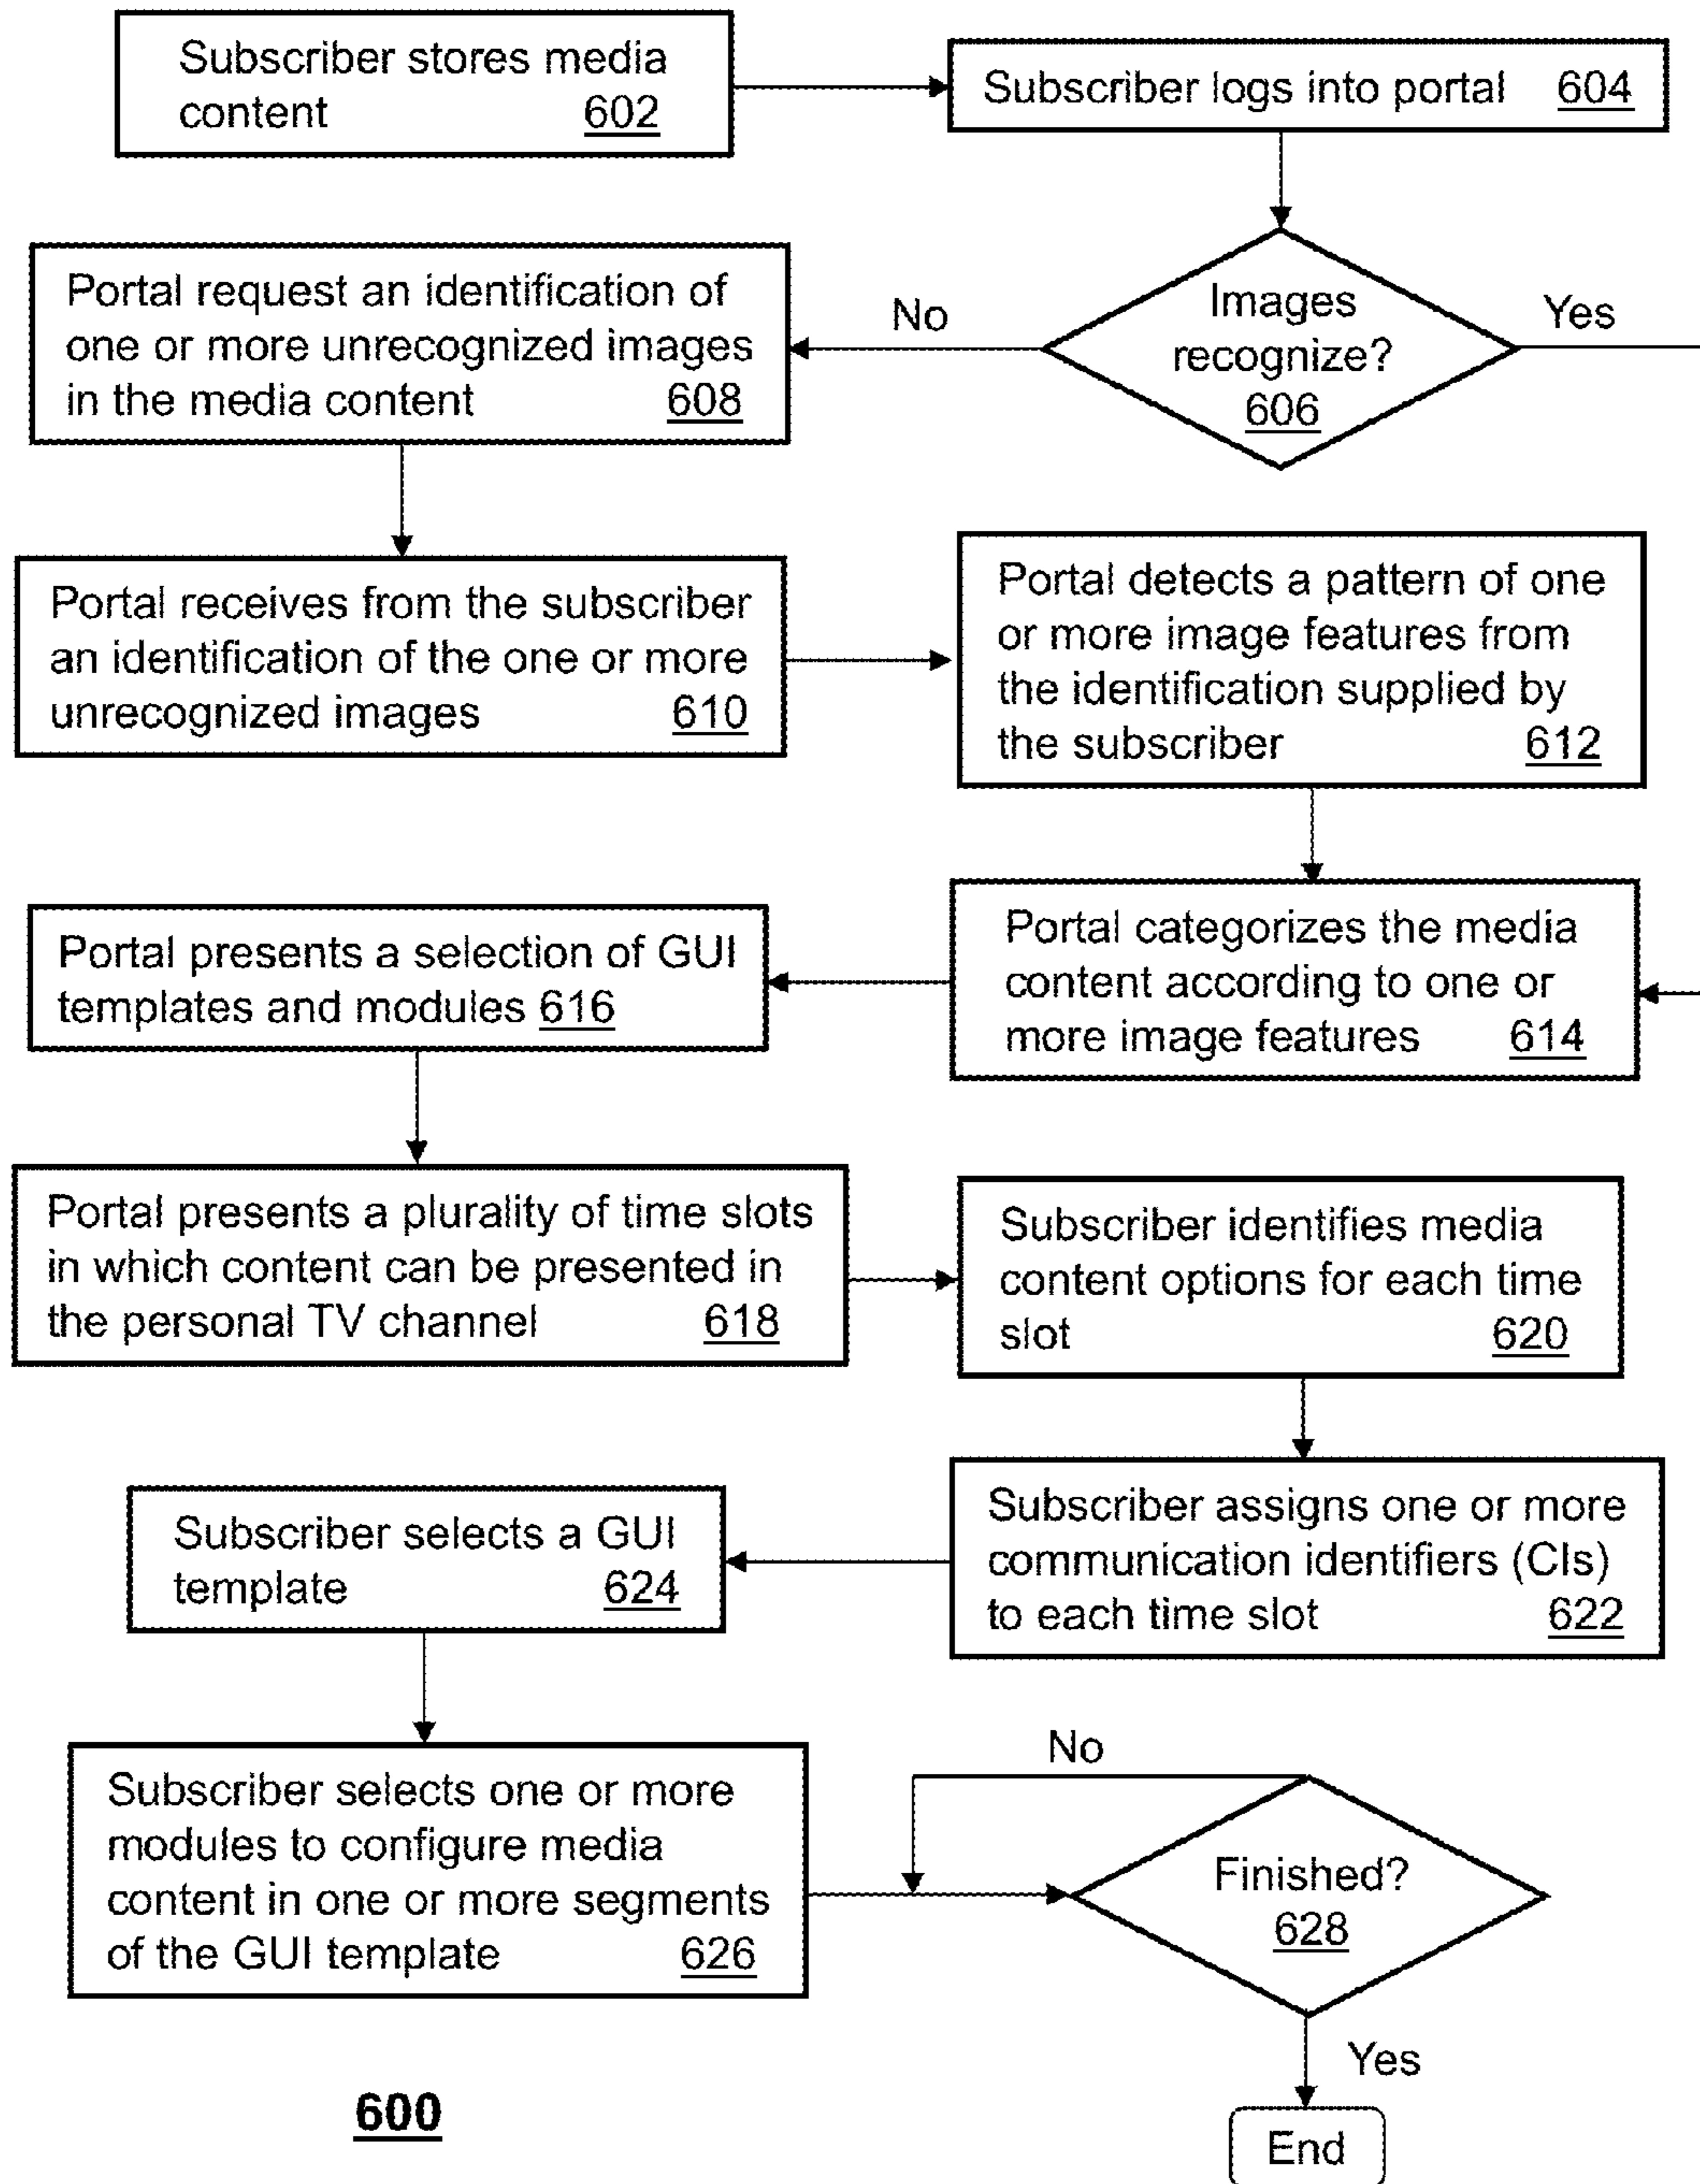 Subscriber stores media
content 602
Subscriber logs into portal 604
Images
recognize?
606
No
Yes
Portal request an identification of
one or more unrecognized images
in the media content 608
Portal receives from the subscriber
an identification of the one or more
unrecognized images 610
Portal detects a pattern of one
or more image features from
the identification supplied by
the subscriber 612
Portal categorizes the media
content according to one or
more image features 614
Portal presents a selection of GUI
templates and modules 616
Portal presents a plurality of time slots
in which content can be presented in
the personal TV channel 618
Subscriber identifies media
content options for each time
slot 620
Subscriber assigns one or more
communication identifiers (CIs)
to each time slot 622
Subscriber selects a GUI
template 624
Subscriber selects one or more
modules to configure media
content in one or more segments
of the GUI template 626
No
Finished?
628
Yes
End
600